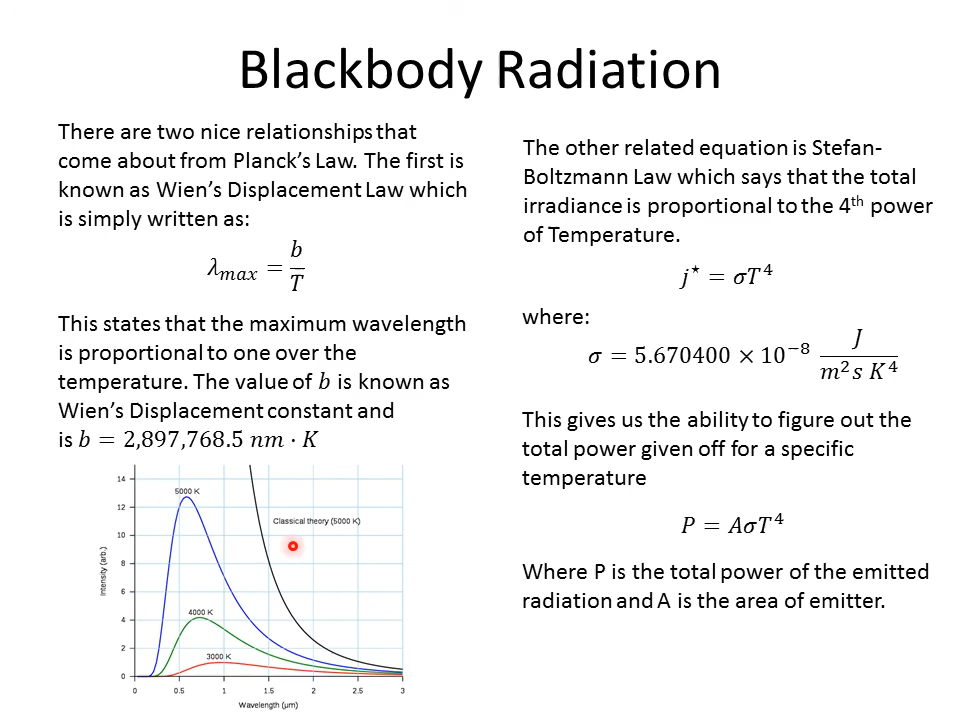 Blackbody Radiation
There are two nice relationships that
come about from Planck's Law. The first is
known as Wien's Displacement Law which
is simply written as:
λ_max = b/T
This states that the maximum wavelength
is proportional to one over the
temperature. The value of b is known as
Wien's Displacement constant and
is b = 2,897,768.5 nm · K
14
12
10
8
6
4
2
0
Intensity (arb.)
5000 K
Classical theory (5000 K)
4000 K
3000 K
0 0.5 1 1.5 2 2.5 3
Wavelength (μm)
The other related equation is Stefan-
Boltzmann Law which says that the total
irradiance is proportional to the 4th power
of Temperature.
j* = σT⁴
where:
σ = 5.670400 × 10⁻⁸ J/(m²s K⁴)
This gives us the ability to figure out the
total power given off for a specific
temperature
P = AσT⁴
Where P is the total power of the emitted
radiation and A is the area of emitter.